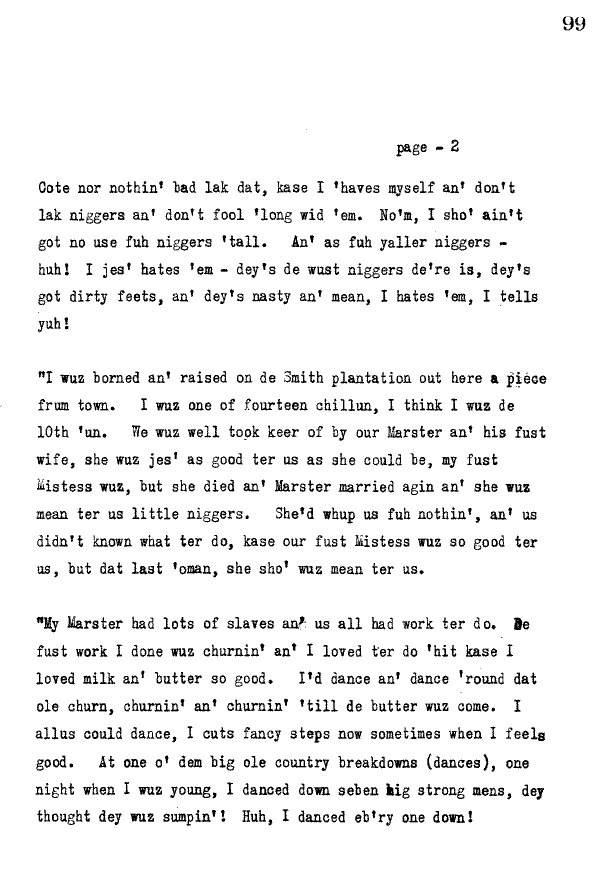 99
page - 2
Cote nor nothin' bad lak dat, kase I 'haves myself an' don't
lak niggers an' don't fool 'long wid 'em. No'm, I sho' ain't
got no use fuh niggers 'tall. An' as fuh yaller niggers -
huh! I jes' hates 'em - dey's de wust niggers de're is, dey's
got dirty feets, an' dey's nasty an' mean, I hates 'em, I tells
yuh!
"I wuz borned an' raised on de Smith plantation out here a piece
frum town. I wuz one of fourteen chillun, I think I wuz de
10th 'un. We wuz well took keer of by our Marster an' his fust
wife, she wuz jes' as good ter us as she could be, my fust
Mistess wuz, but she died an' Marster married agin an' she wuz
mean ter us little niggers. She'd whup us fuh nothin', an' us
didn't known what ter do, kase our fust Mistess wuz so good ter
us, but dat last 'oman, she sho' wuz mean ter us.
"My Marster had lots of slaves an' us all had work ter do. De
fust work I done wuz churnin' an' I loved ter do 'hit kase I
loved milk an' butter so good. I'd dance an' dance 'round dat
ole churn, churnin' an' churnin' 'till de butter wuz come. I
allus could dance, I cuts fancy steps now sometimes when I feels
good. At one o' dem big ole country breakdowns (dances), one
night when I wuz young, I danced down seben big strong mens, dey
thought dey wuz sumpin'! Huh, I danced eb'ry one down!